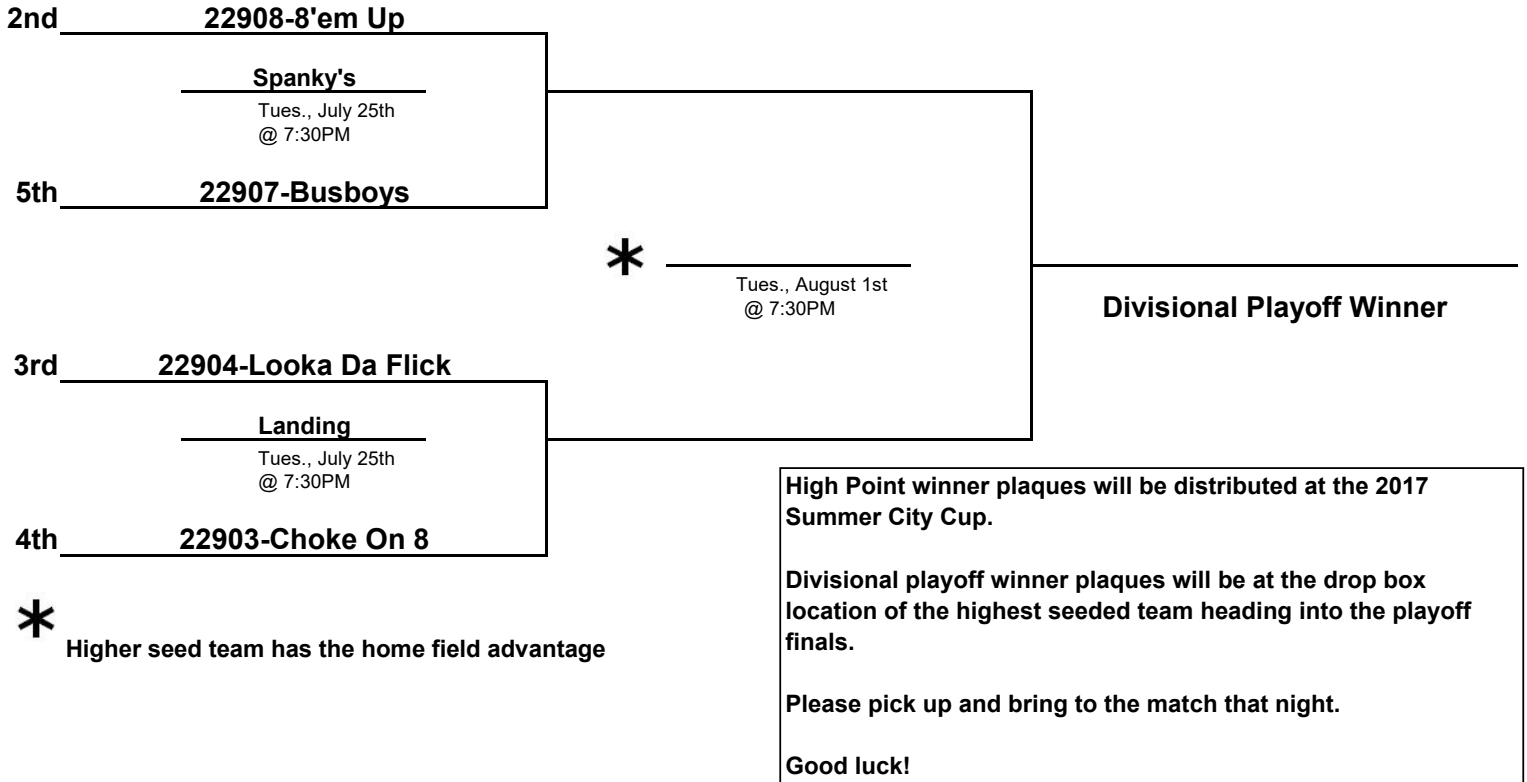 2nd 22908-8'em Up
Spanky's
Tues., July 25th
@ 7:30PM
5th 22907-Busboys
* 
Tues., August 1st
@ 7:30PM
Divisional Playoff Winner
3rd 22904-Looka Da Flick
Landing
Tues., July 25th
@ 7:30PM
4th 22903-Choke On 8
* Higher seed team has the home field advantage
High Point winner plaques will be distributed at the 2017
Summer City Cup.
Divisional playoff winner plaques will be at the drop box
location of the highest seeded team heading into the playoff
finals.
Please pick up and bring to the match that night.
Good luck!